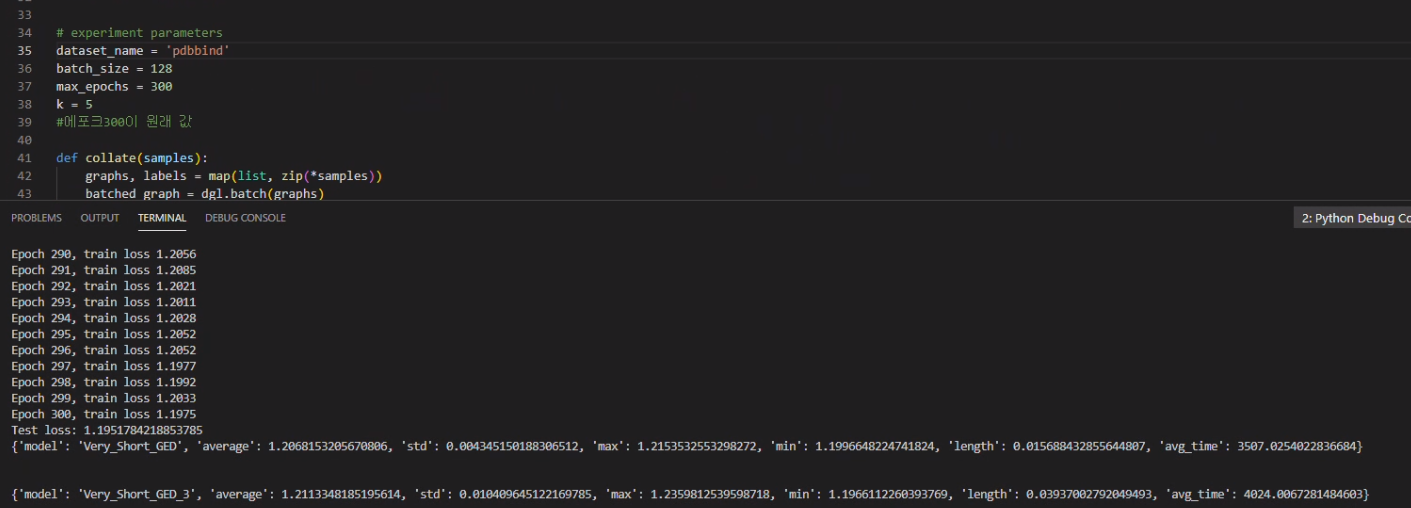 33
34 # experiment parameters
35 dataset_name = 'pdbbind'
36 batch_size = 128
37 max_epochs = 300
38 k = 5
39 #에포크300이 원래 값
40
41 def collate(samples):
42 graphs, labels = map(list, zip(*samples))
43 batched_graph = dgl.batch(graphs)
PROBLEMS OUTPUT TERMINAL DEBUG CONSOLE 2: Python Debug Co
Epoch 290, train loss 1.2056
Epoch 291, train loss 1.2085
Epoch 292, train loss 1.2021
Epoch 293, train loss 1.2011
Epoch 294, train loss 1.2028
Epoch 295, train loss 1.2052
Epoch 296, train loss 1.2052
Epoch 297, train loss 1.1977
Epoch 298, train loss 1.1992
Epoch 299, train loss 1.2033
Epoch 300, train loss 1.1975
Test loss: 1.1951784218853785
{'model': 'Very_Short_GED', 'average': 1.2068153205670806, 'std': 0.004345150188306512, 'max': 1.2153532553298272, 'min': 1.1996648224741824, 'length': 0.015688432855644807, 'avg_time': 3507.0254022836684}
{'model': 'Very_Short_GED_3', 'average': 1.2113348185195614, 'std': 0.010409645122169785, 'max': 1.2359812539598718, 'min': 1.1966112260393769, 'length': 0.03937002792049493, 'avg_time': 4024.0067281484603}